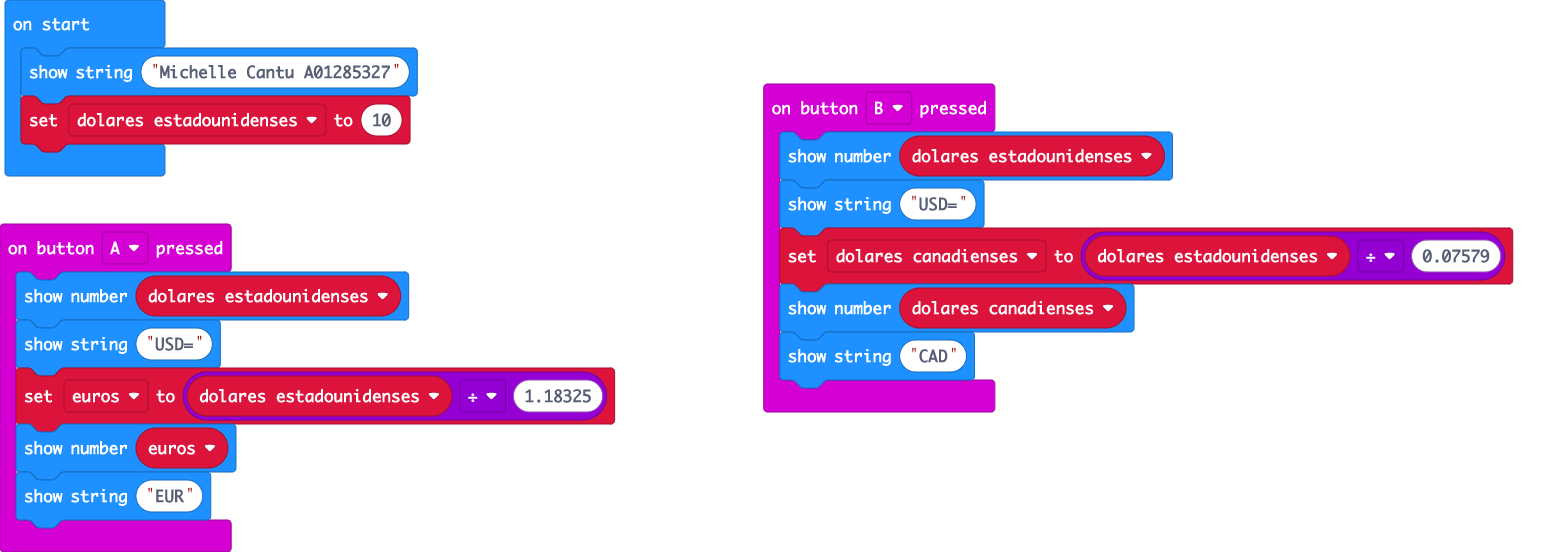 on start
show string "Michelle Cantu A01285327"
set dolares estadounidenses to 10
on button A pressed
show number dolares estadounidenses
show string "USD="
set euros to dolares estadounidenses ÷ 1.18325
show number euros
show string "EUR"
on button B pressed
show number dolares estadounidenses
show string "USD="
set dolares canadienses to dolares estadounidenses ÷ 0.07579
show number dolares canadienses
show string "CAD"